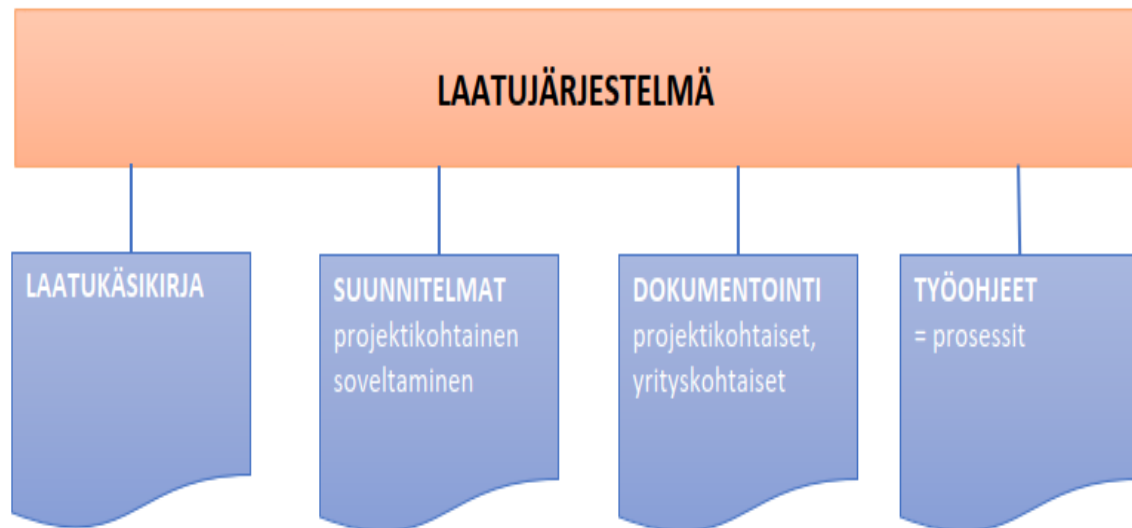 LAATUJÄRJESTELMÄ
LAATUKÄSIKIRJA
SUUNNITELMAT
projektikohtainen
soveltaminen
DOKUMENTOINTI
projektikohtaiset,
yrityskohtaiset
TYÖOHJEET
= prosessit